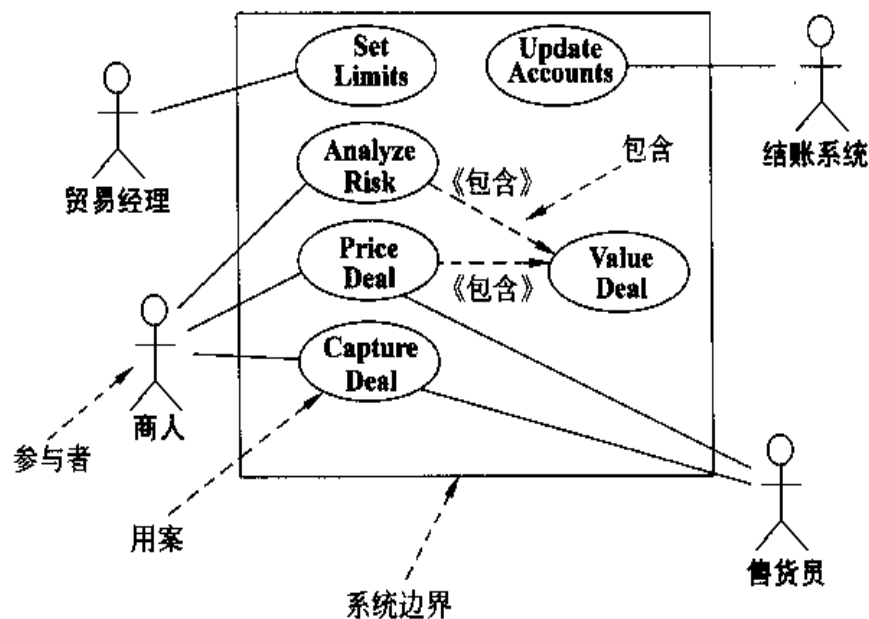 Set
Limits
Update
Accounts
贸易经理
结账系统
Analyze
Risk
《包含》
包含
Price
Deal
《包含》
Value
Deal
Capture
Deal
商人
参与者
用案
系统边界
售货员